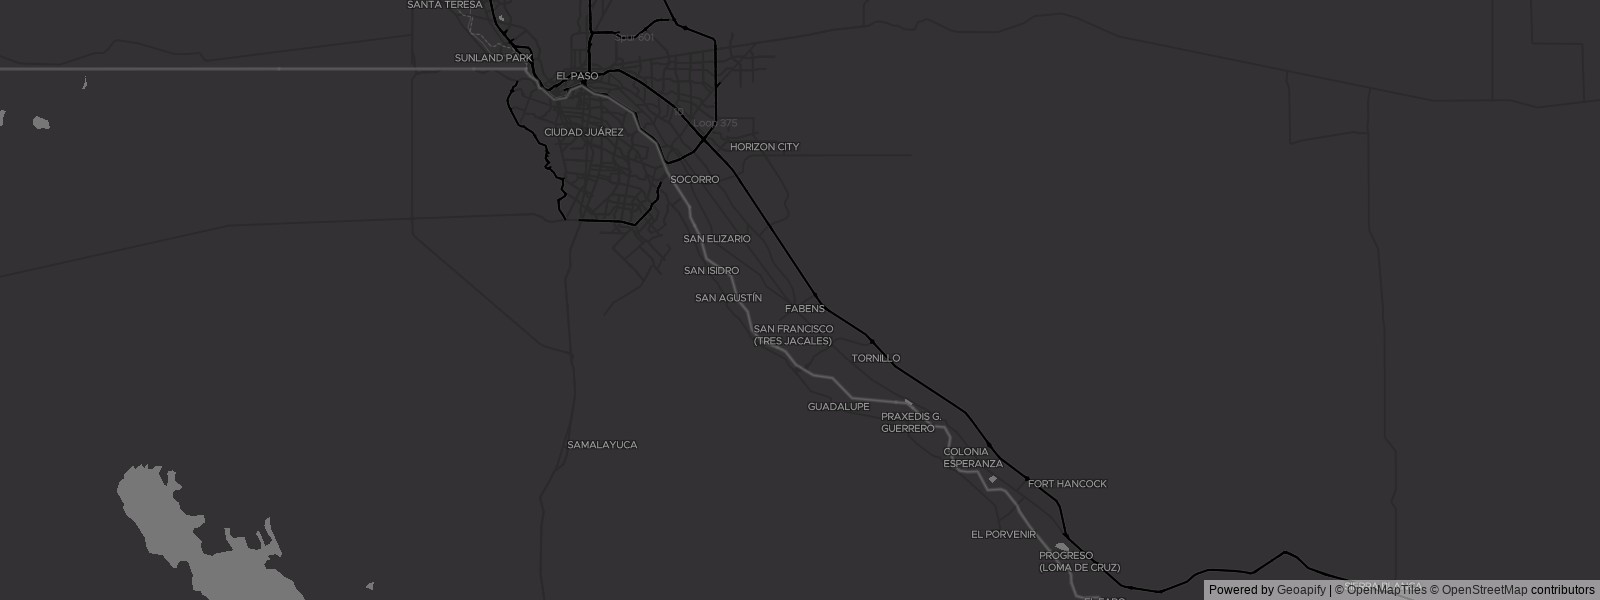 SANTA TERESA
Spur 601
SUNLAND PARK
EL PASO
Loop 375
CIUDAD JUÁREZ
HORIZON CITY
SOCORRO
SAN ELIZARIO
SAN ISIDRO
SAN AGUSTÍN
FABENS
SAN FRANCISCO
(TRES JACALES)
TORNILLO
GUADALUPE
PRAXEDIS G.
GUERRERO
SAMALAYUCA
COLONIA
ESPERANZA
FORT HANCOCK
EL PORVENIR
PROGRESO
(LOMA DE CRUZ)
Powered by Geoapify | © OpenMapTiles © OpenStreetMap contributors